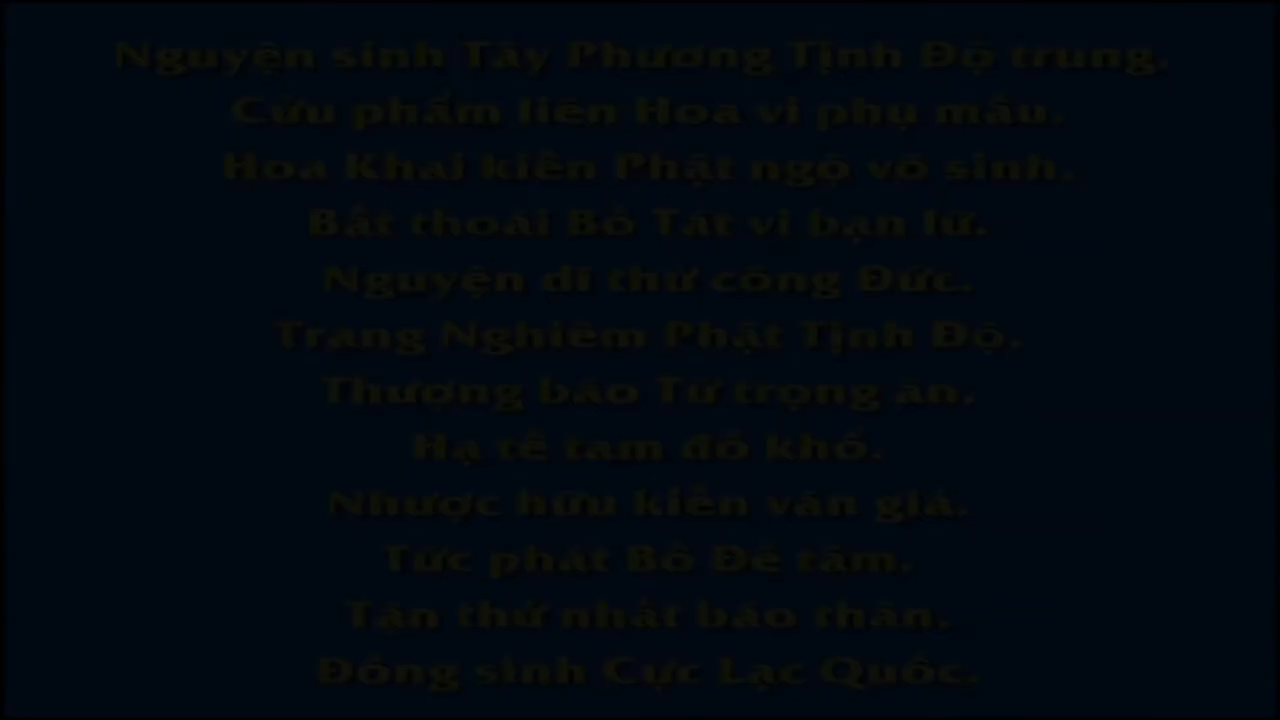 Nguyện sinh Tây Phương Tịnh Độ trung.
Cửu phẩm liên Hoa vi phụ mẫu.
Hoa Khai kiến Phật ngộ vô sinh.
Bất thoái Bồ Tát vi bạn lữ.
Nguyện dĩ thử công Đức.
Trang Nghiêm Phật Tịnh Độ.
Thượng báo Tứ trọng ân.
Hạ tế tam đồ khổ.
Nhược hữu kiến văn giả.
Tức phát Bồ Đề tâm.
Tận thử nhất báo thân.
Đồng sinh Cực Lạc Quốc.